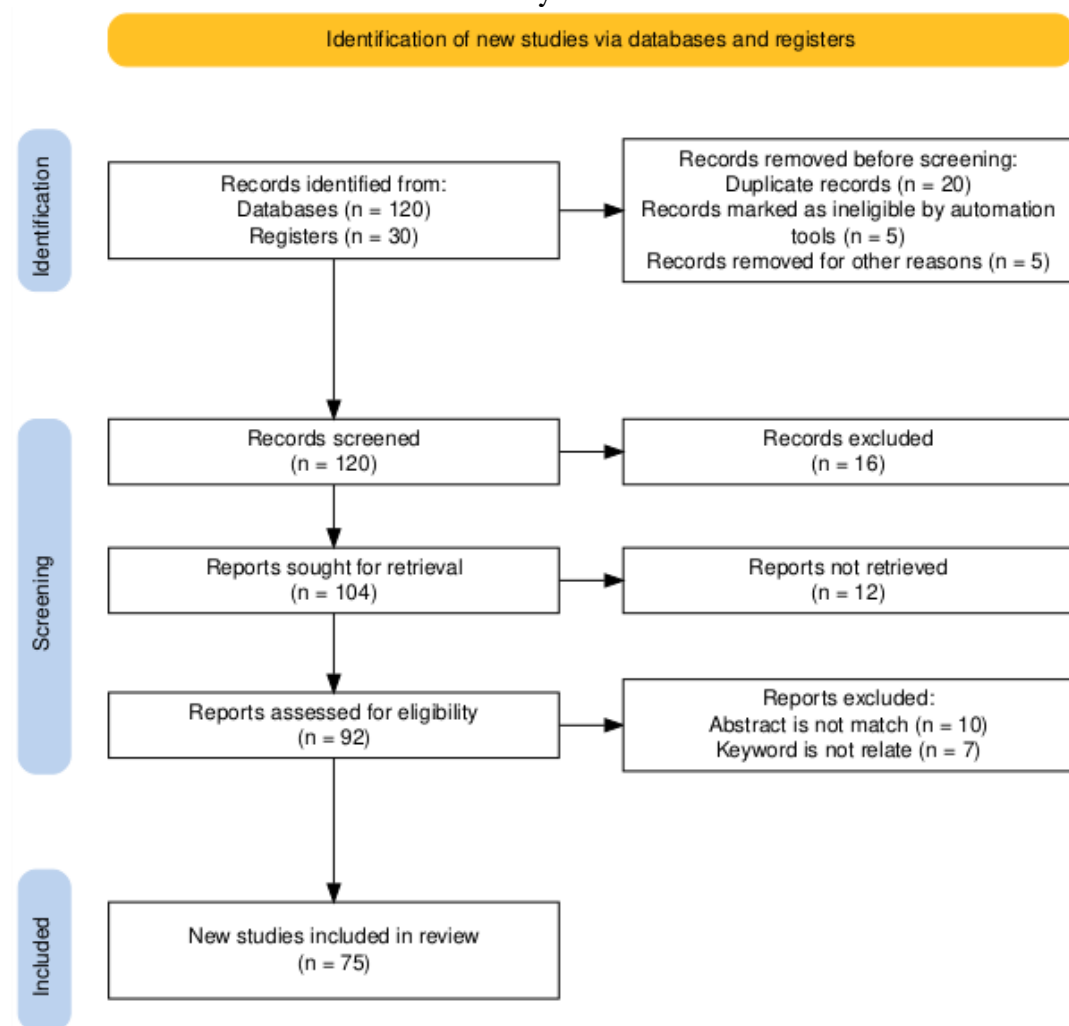 Identification of new studies via databases and registers
Identification
Records identified from:
Databases (n = 120)
Registers (n = 30)
Records removed before screening:
Duplicate records (n = 20)
Records marked as ineligible by automation
tools (n = 5)
Records removed for other reasons (n = 5)
Screening
Records screened
(n = 120)
Records excluded
(n = 16)
Reports sought for retrieval
(n = 104)
Reports not retrieved
(n = 12)
Reports assessed for eligibility
(n = 92)
Reports excluded:
Abstract is not match (n = 10)
Keyword is not relate (n = 7)
Included
New studies included in review
(n = 75)